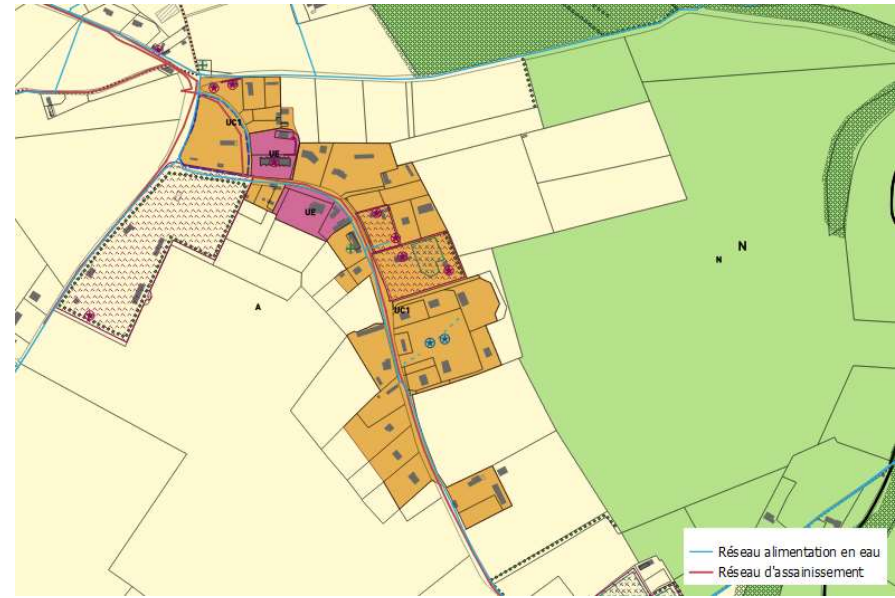 UC1
UE
UE
N
N
A
UC1
Réseau alimentation en eau
Réseau d'assainissement